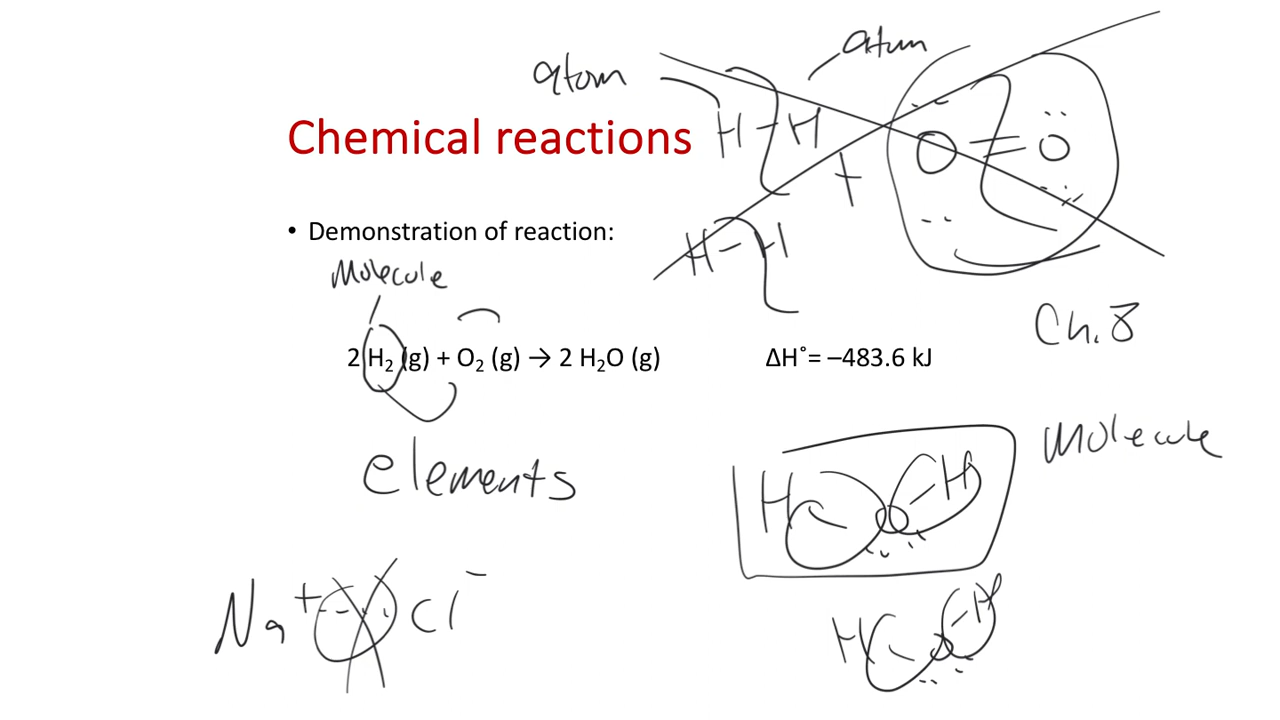 atom
atum
Chemical reactions
H-H
+
O=O
H-H
• Demonstration of reaction:
Molecule
Ch. 8
2 H₂ (g) + O₂ (g) → 2 H₂O (g)
ΔH˚= –483.6 kJ
Molecule
elements
H-O-H
Na⁺ Cl⁻
H-O-H